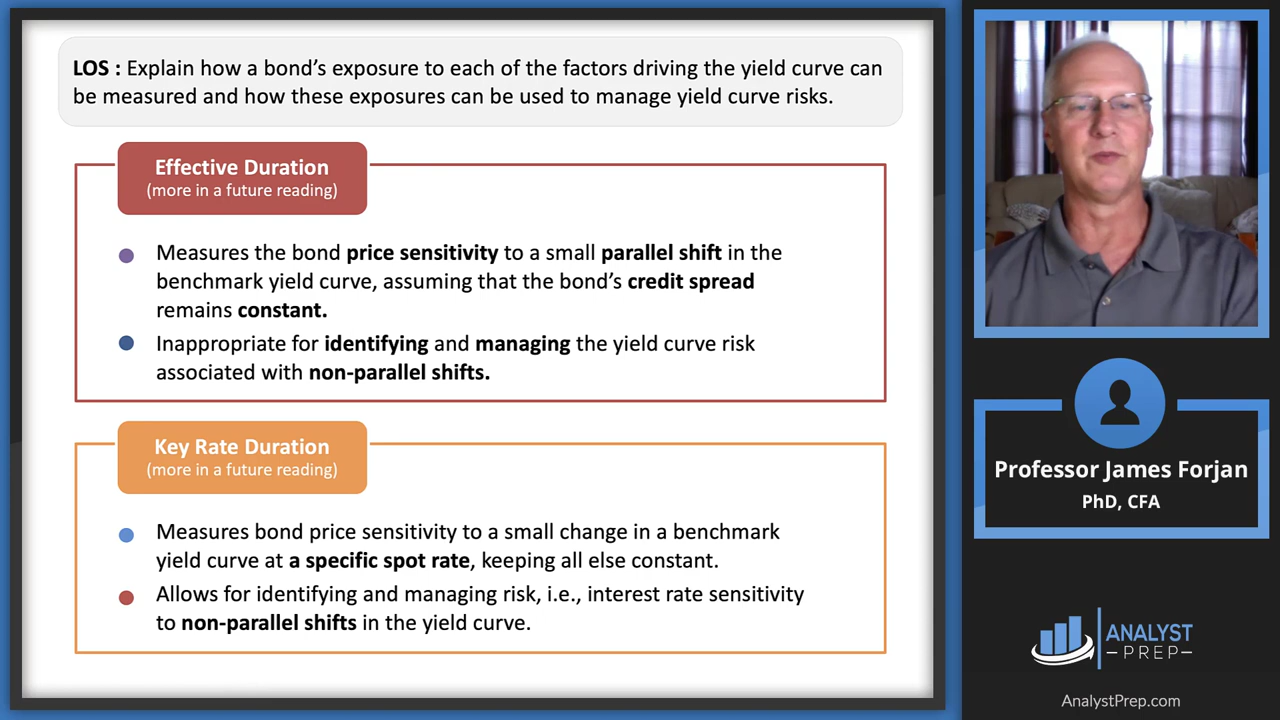 LOS : Explain how a bond’s exposure to each of the factors driving the yield curve can
be measured and how these exposures can be used to manage yield curve risks.
Effective Duration
(more in a future reading)
Measures the bond price sensitivity to a small parallel shift in the
benchmark yield curve, assuming that the bond’s credit spread
remains constant.
Inappropriate for identifying and managing the yield curve risk
associated with non-parallel shifts.
Key Rate Duration
(more in a future reading)
Measures bond price sensitivity to a small change in a benchmark
yield curve at a specific spot rate, keeping all else constant.
Allows for identifying and managing risk, i.e., interest rate sensitivity
to non-parallel shifts in the yield curve.
Professor James Forjan
PhD, CFA
ANALYST
PREP
AnalystPrep.com